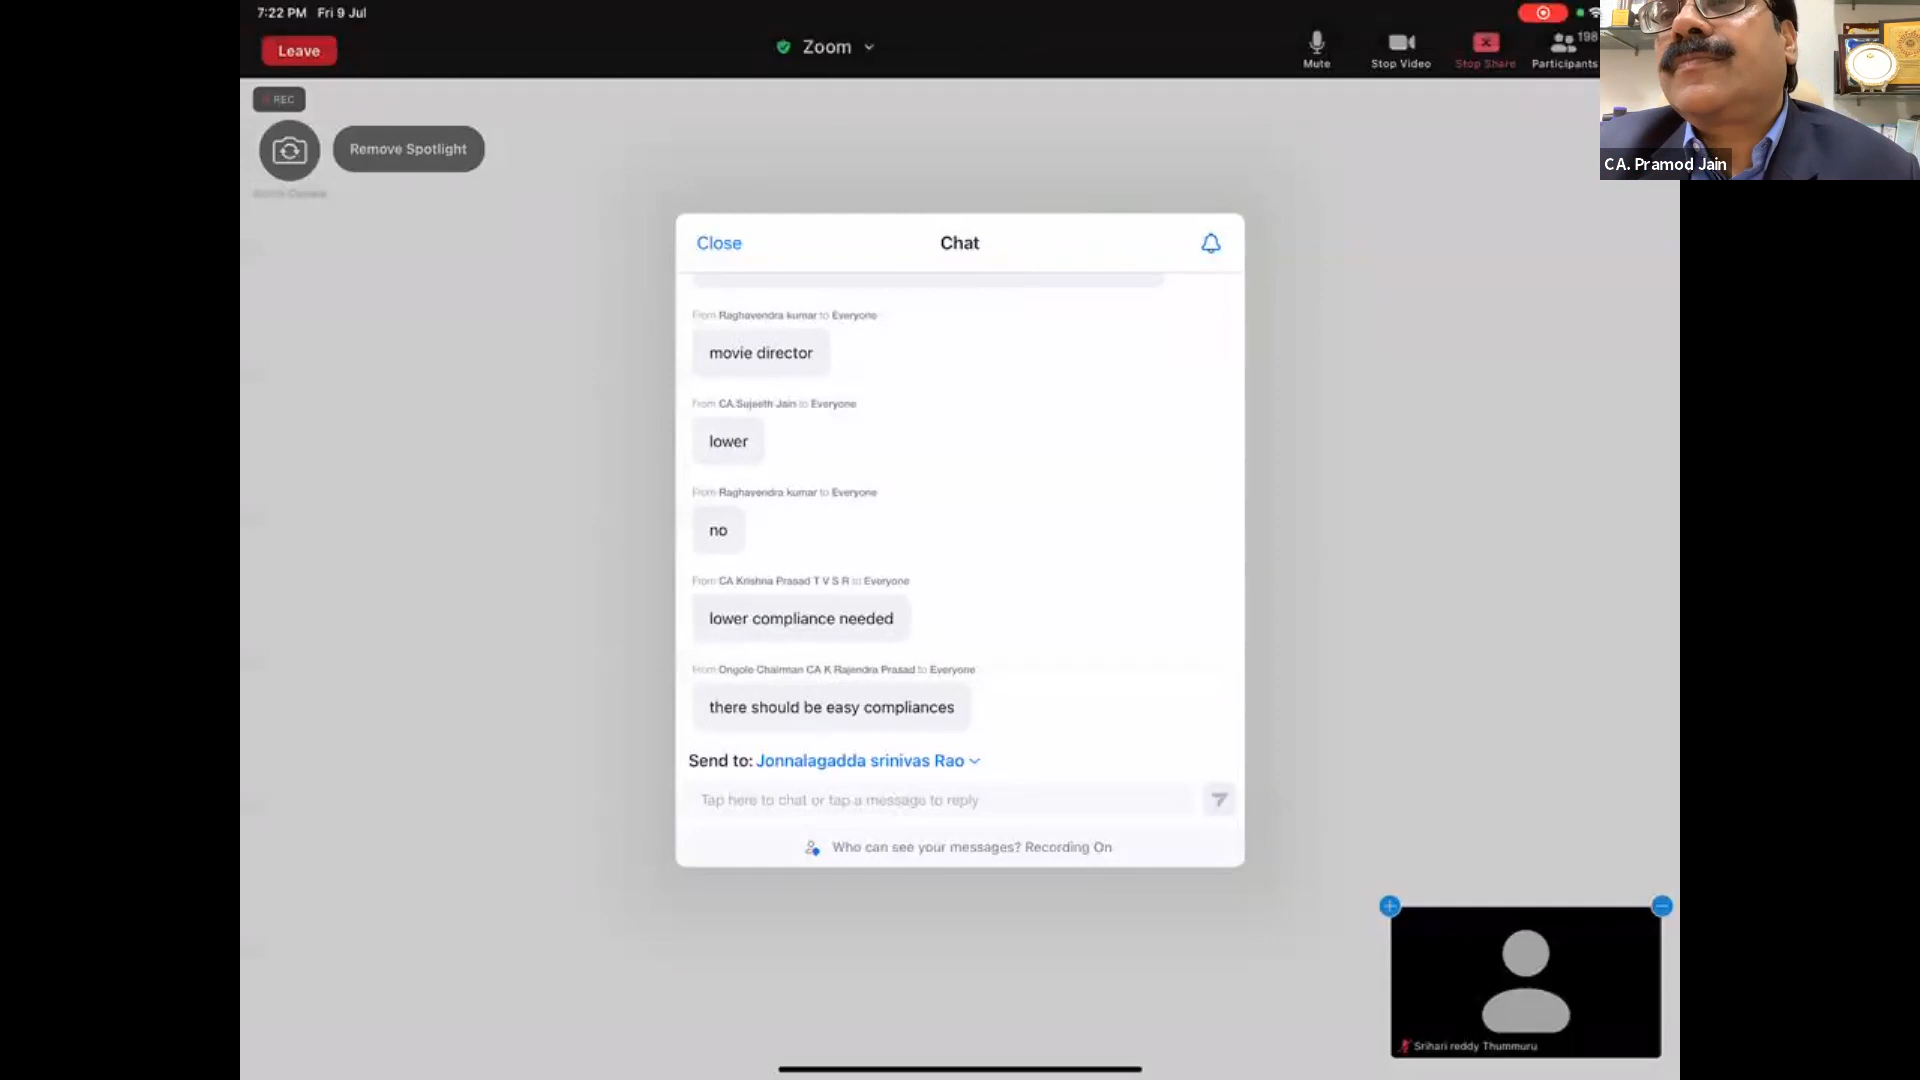 7:22 PM Fri 9 Jul
Leave
Zoom
Mute
Stop Video
Stop Share
198
Participants
CA. Pramod Jain
REC
Remove Spotlight
Close
Chat
From Raghavendra kumar to Everyone
movie director
From CA.Sujeeth Jain to Everyone
lower
From Raghavendra kumar to Everyone
no
From CA Krishna Prasad T V S R to Everyone
lower compliance needed
From Ongole Chairman CA K Rajendra Prasad to Everyone
there should be easy compliances
Send to: Jonnalagadda srinivas Rao
Tap here to chat or tap a message to reply
Who can see your messages? Recording On
Srihari reddy Thummuru